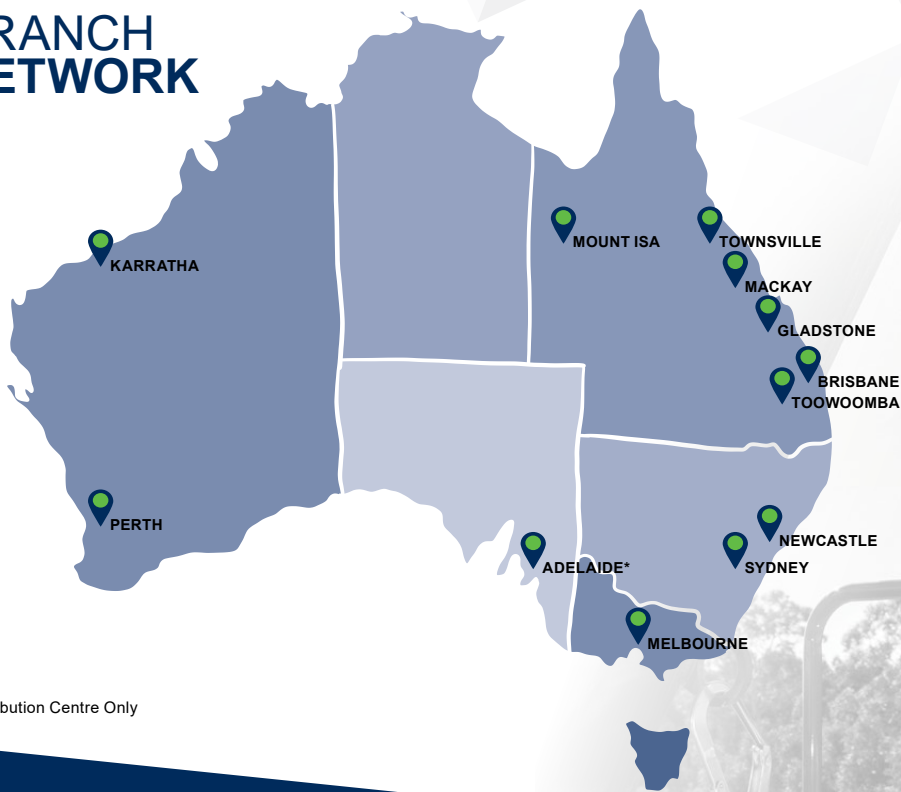 RANCH
ETWORK
MOUNT ISA
TOWNSVILLE
KARRATHA
MACKAY
GLADSTONE
BRISBANE
TOOWOOMBA
PERTH
NEWCASTLE
ADELAIDE*
SYDNEY
MELBOURNE
bution Centre Only